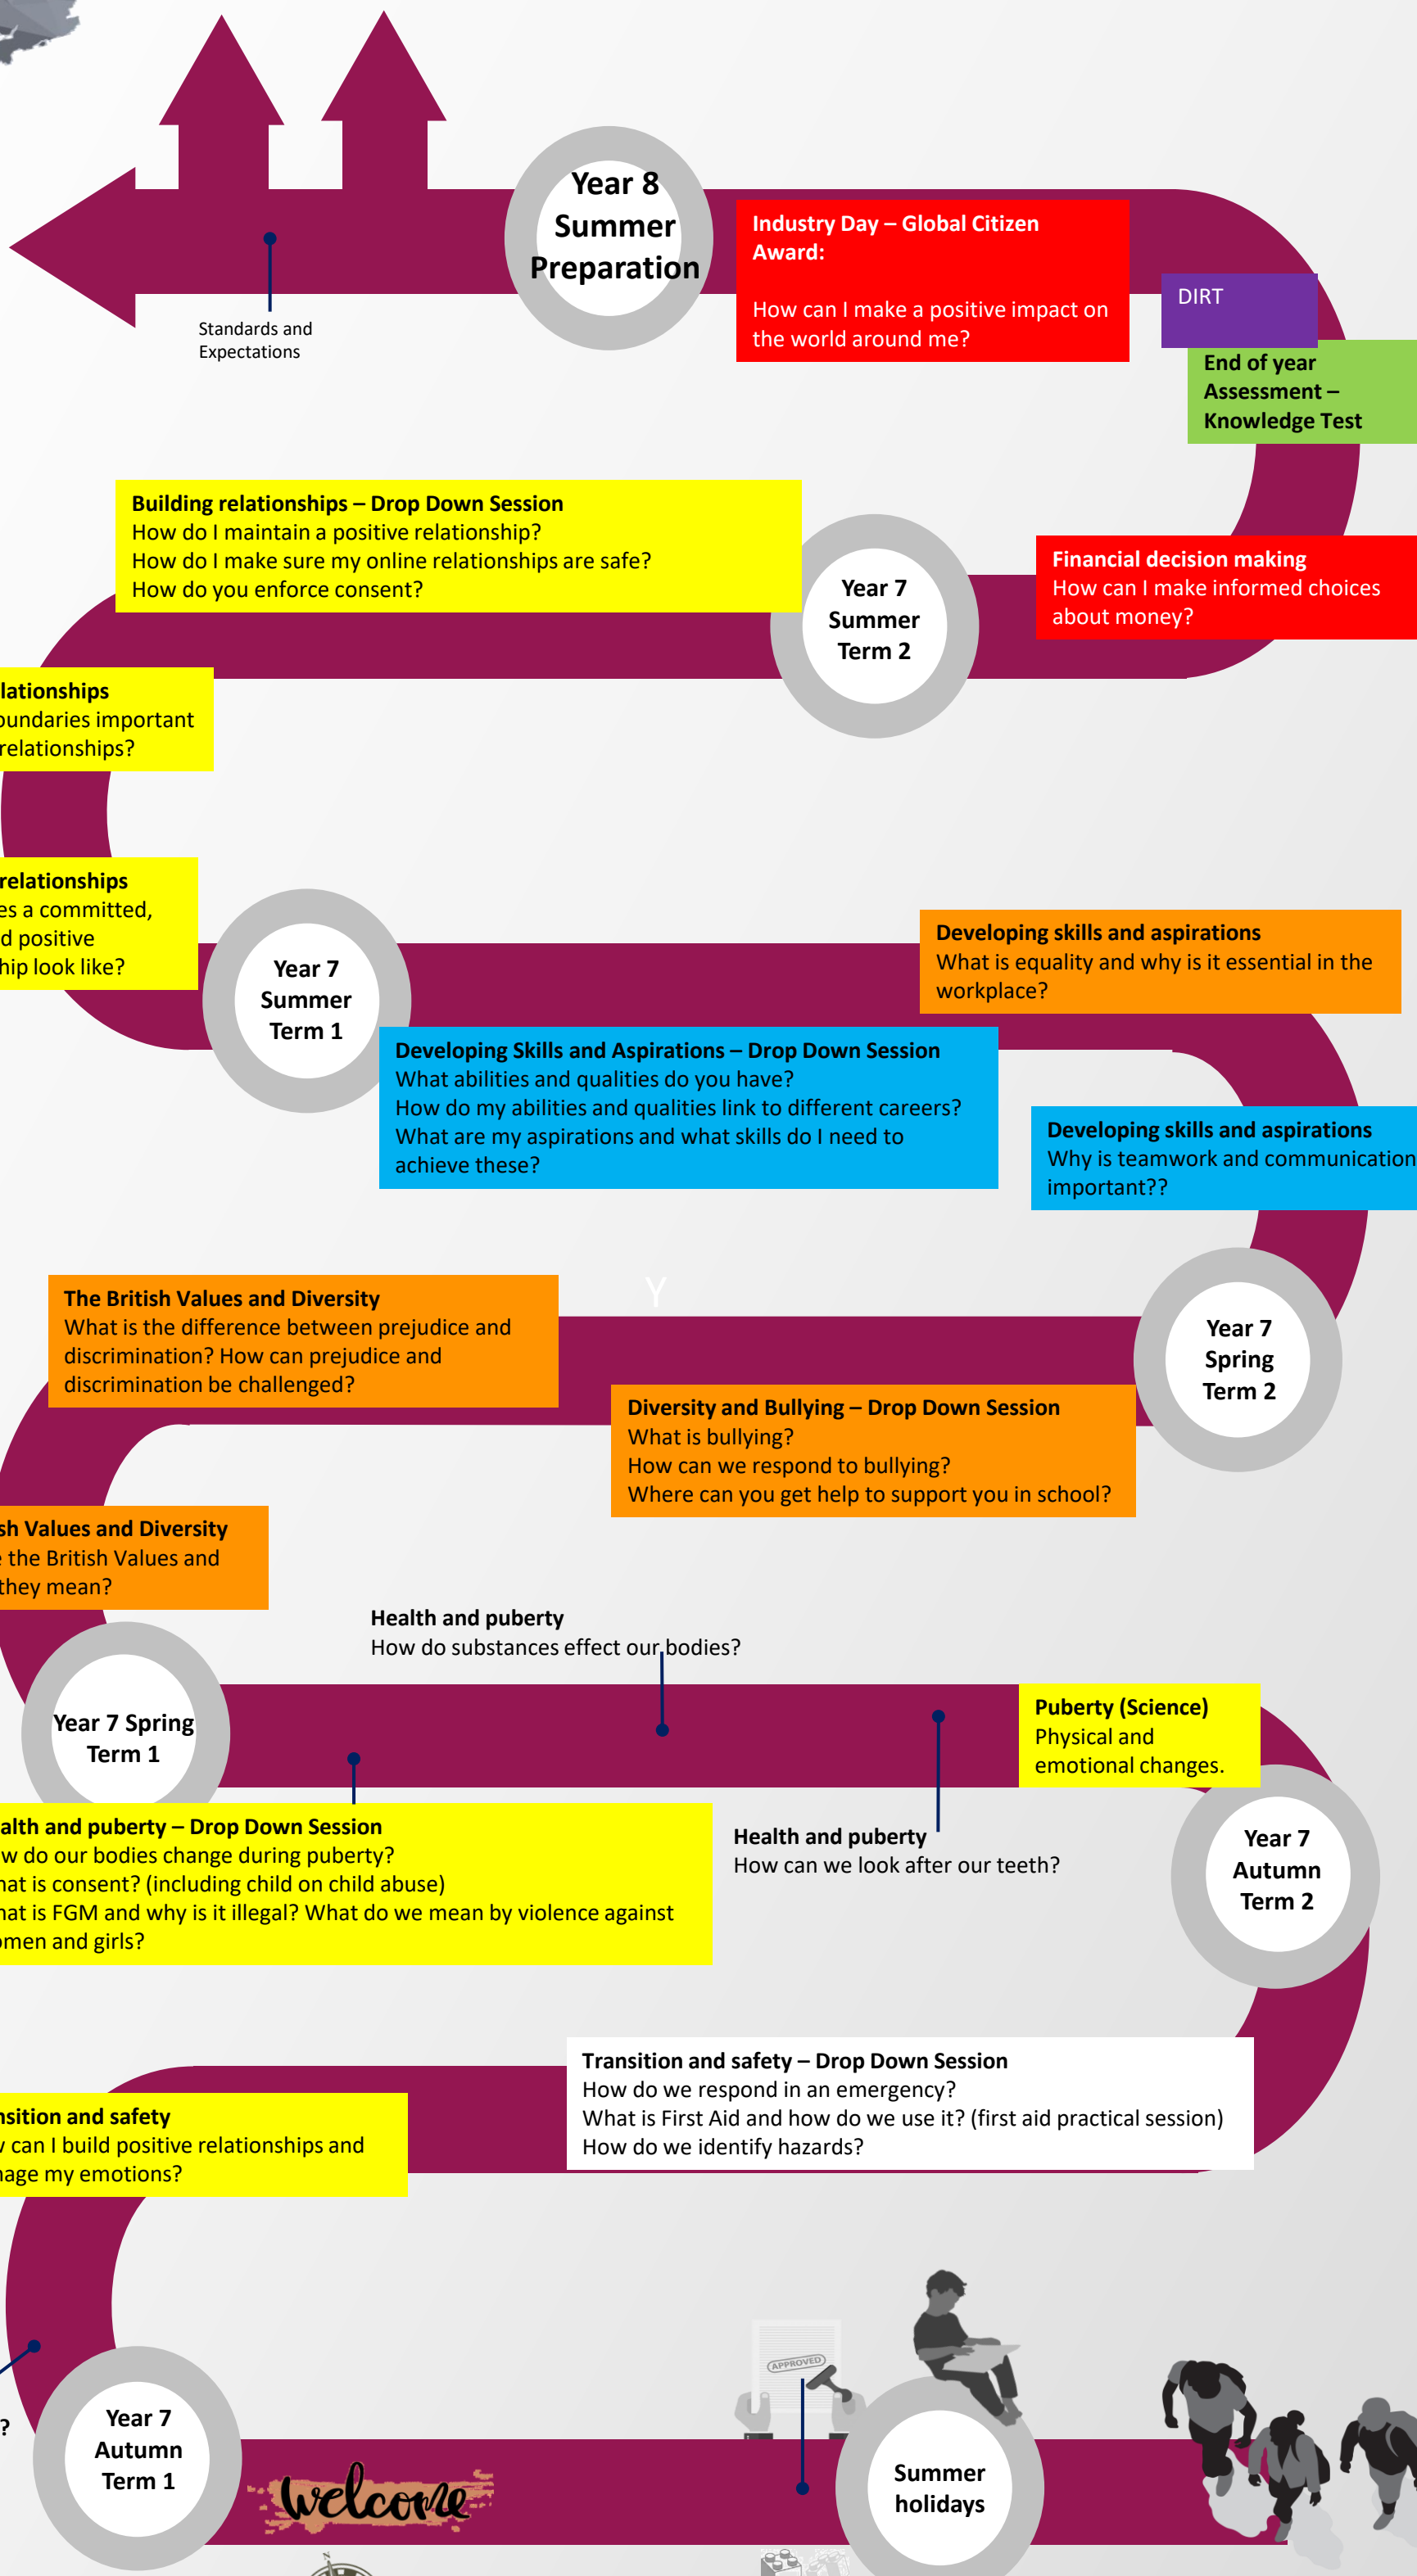 Year 8
Summer
Preparation
Industry Day – Global Citizen
Award:
How can I make a positive impact on
the world around me?
DIRT
Standards and
Expectations
End of year
Assessment –
Knowledge Test
Building relationships – Drop Down Session
How do I maintain a positive relationship?
How do I make sure my online relationships are safe?
How do you enforce consent?
Year 7
Summer
Term 2
Financial decision making
How can I make informed choices
about money?
lationships
oundaries important
relationships?
relationships
es a committed,
d positive
hip look like?
Year 7
Summer
Term 1
Developing skills and aspirations
What is equality and why is it essential in the
workplace?
Developing Skills and Aspirations – Drop Down Session
What abilities and qualities do you have?
How do my abilities and qualities link to different careers?
What are my aspirations and what skills do I need to
achieve these?
Developing skills and aspirations
Why is teamwork and communication
important??
The British Values and Diversity
What is the difference between prejudice and
discrimination? How can prejudice and
discrimination be challenged?
Y
Year 7
Spring
Term 2
Diversity and Bullying – Drop Down Session
What is bullying?
How can we respond to bullying?
Where can you get help to support you in school?
sh Values and Diversity
e the British Values and
they mean?
Health and puberty
How do substances effect our bodies?
Year 7 Spring
Term 1
Puberty (Science)
Physical and
emotional changes.
alth and puberty – Drop Down Session
w do our bodies change during puberty?
hat is consent? (including child on child abuse)
hat is FGM and why is it illegal? What do we mean by violence against
omen and girls?
Health and puberty
How can we look after our teeth?
Year 7
Autumn
Term 2
Transition and safety – Drop Down Session
How do we respond in an emergency?
What is First Aid and how do we use it? (first aid practical session)
How do we identify hazards?
nsition and safety
w can I build positive relationships and
nage my emotions?
APPROVED
?
Year 7
Autumn
Term 1
welcome
Summer
holidays